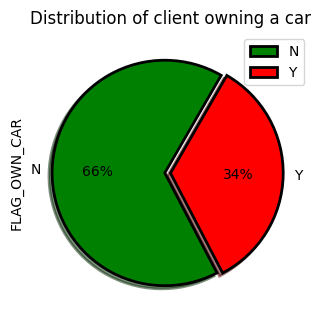 Distribution of client owning a car
N
Y
FLAG_OWN_CAR
N
66%
34%
Y